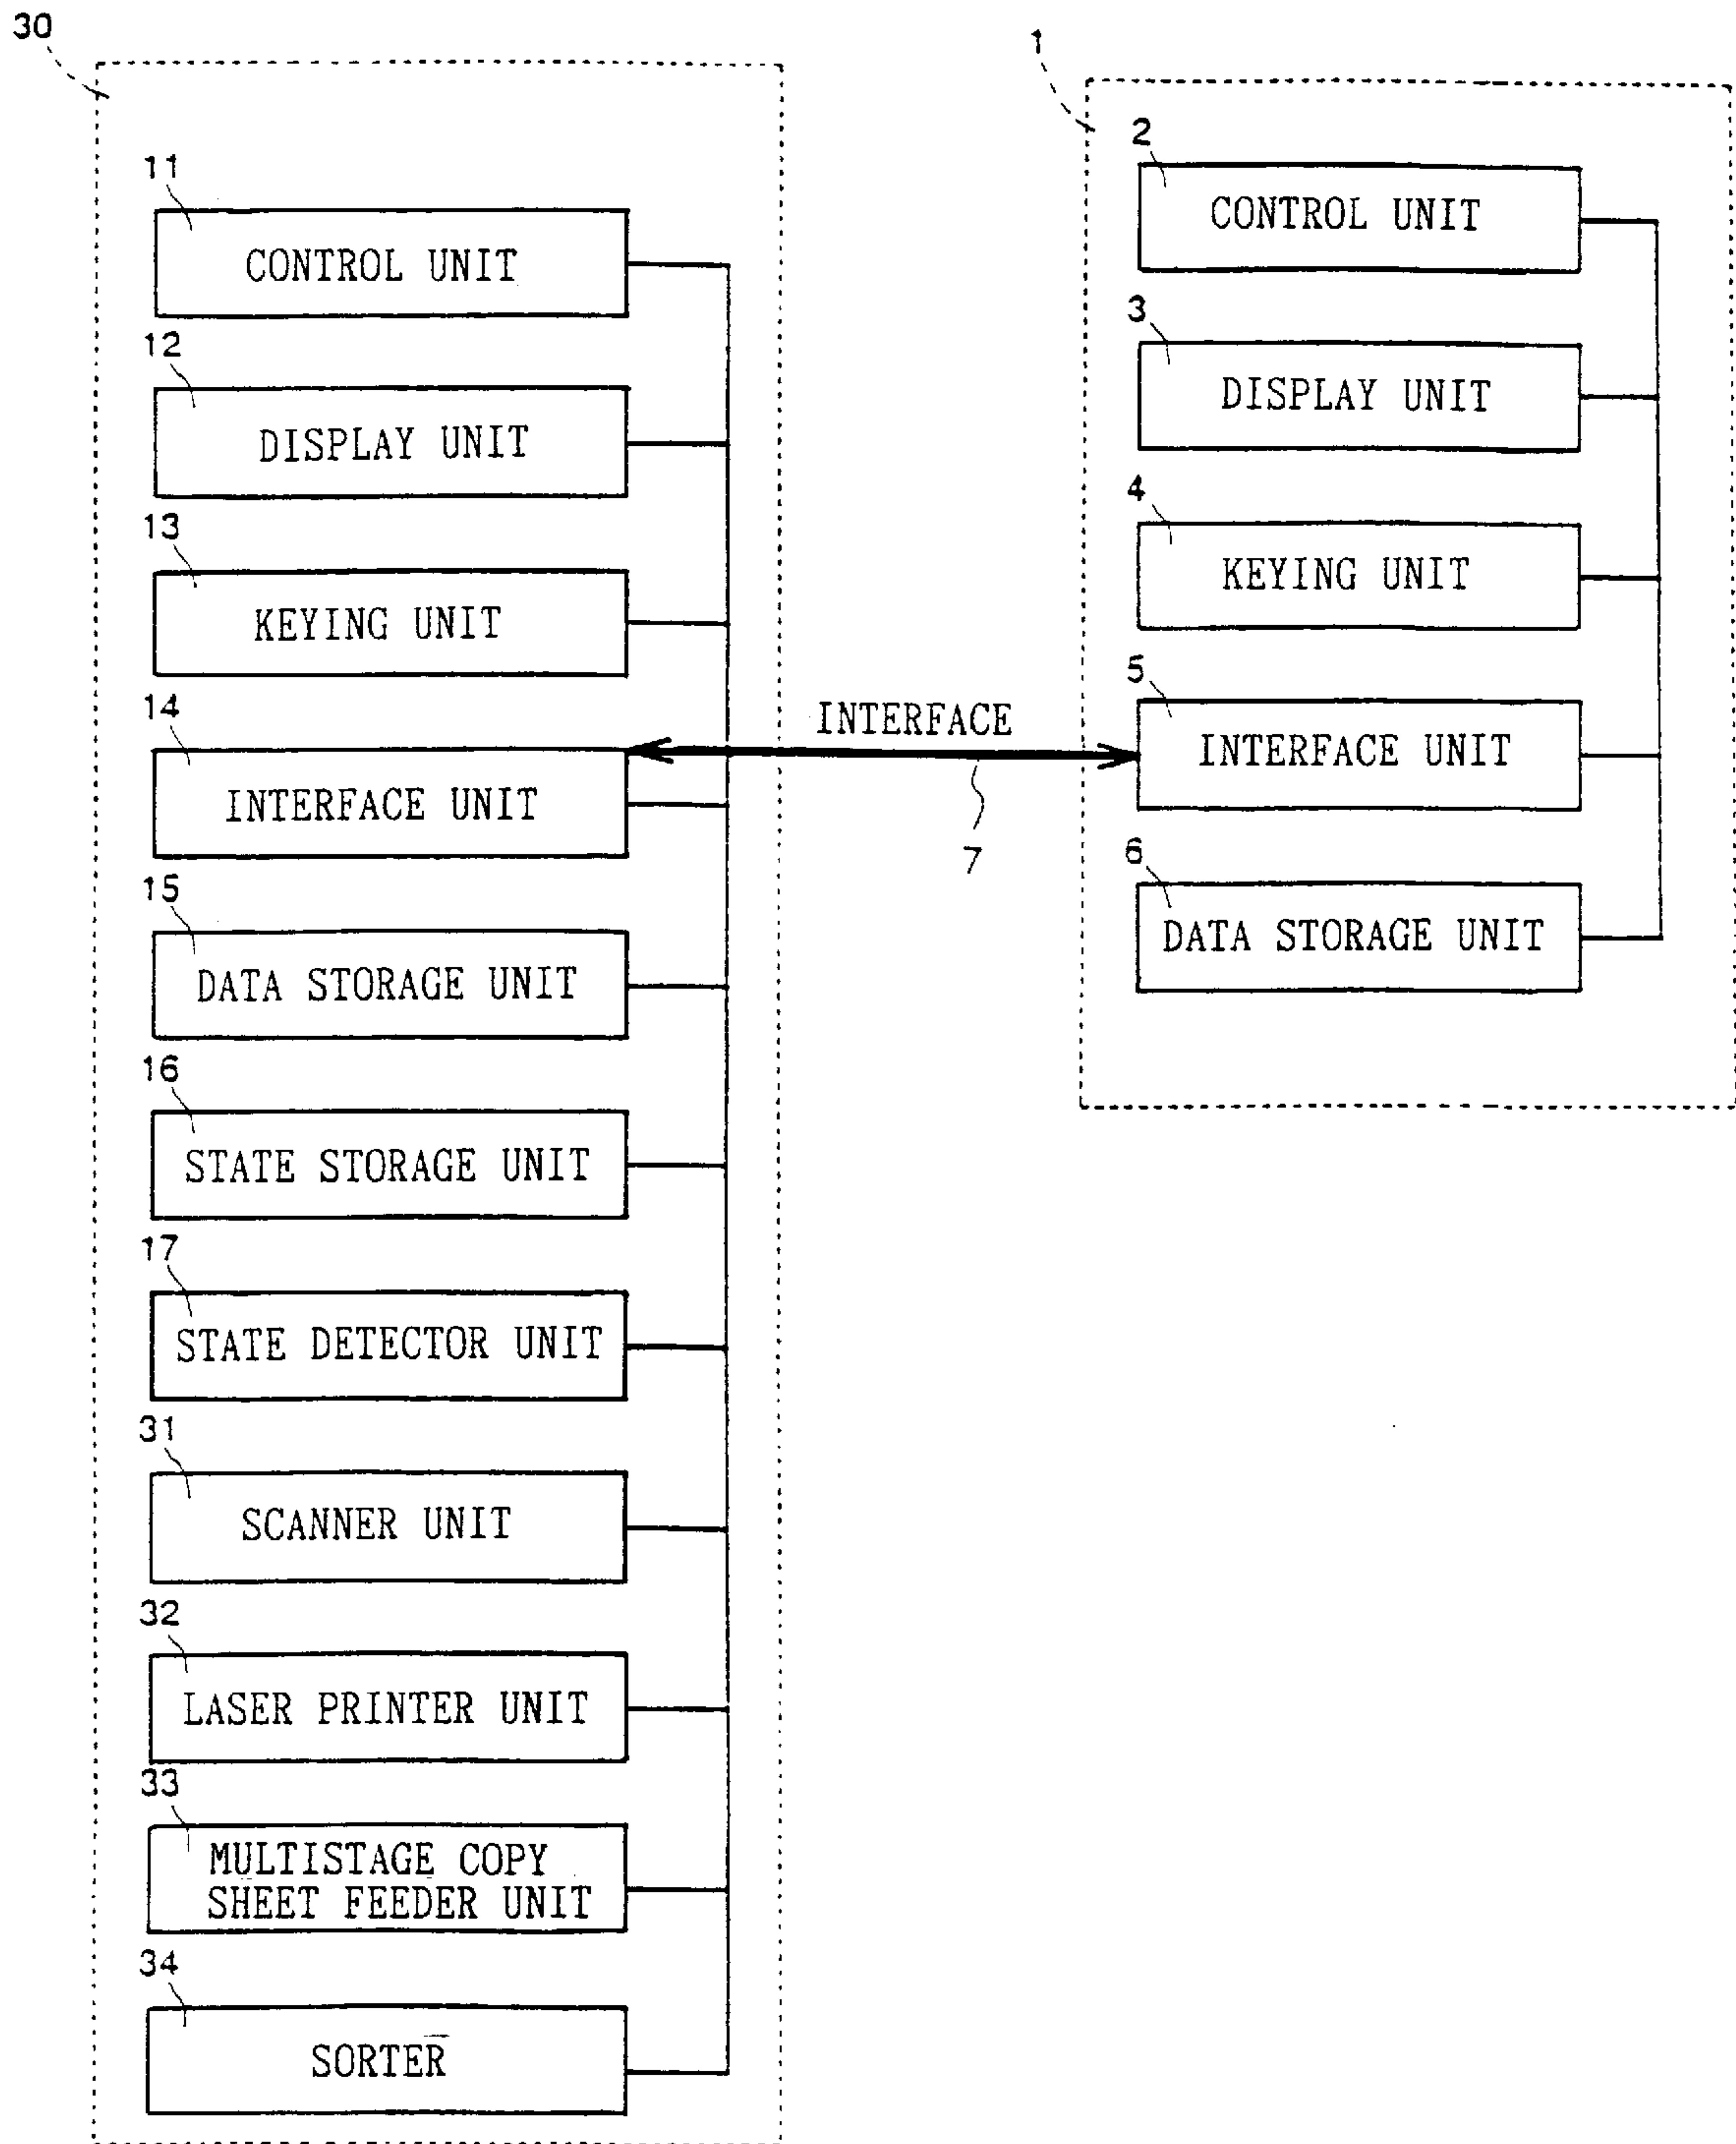 30
11
CONTROL UNIT
12
DISPLAY UNIT
13
KEYING UNIT
14
INTERFACE UNIT
15
DATA STORAGE UNIT
16
STATE STORAGE UNIT
17
STATE DETECTOR UNIT
31
SCANNER UNIT
32
LASER PRINTER UNIT
33
MULTISTAGE COPY
SHEET FEEDER UNIT
34
SORTER
INTERFACE
7
1
2
CONTROL UNIT
3
DISPLAY UNIT
4
KEYING UNIT
5
INTERFACE UNIT
6
DATA STORAGE UNIT